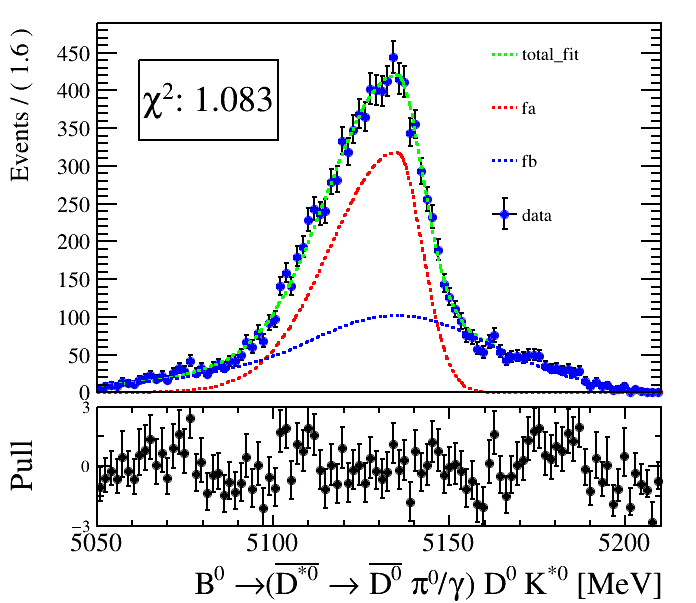 Events / ( 1.6 )
450
400
350
300
250
200
150
100
50
0
χ²: 1.083
total_fit
fa
fb
data
Pull
3
0
−3
5050 5100 5150 5200
B⁰ →(D̅*⁰ → D̅⁰ π⁰/γ) D⁰ K*⁰ [MeV]